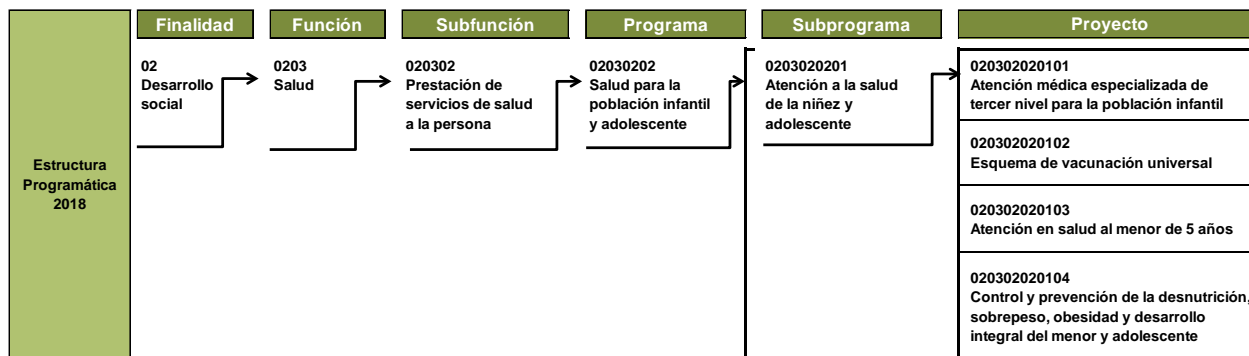 Finalidad
Función
Subfunción
Programa
Subprograma
Proyecto
Estructura
Programática
2018
02
Desarrollo
social
0203
Salud
020302
Prestación de
servicios de salud
a la persona
02030202
Salud para la
población infantil
y adolescente
0203020201
Atención a la salud
de la niñez y
adolescente
020302020101
Atención médica especializada de
tercer nivel para la población infantil
020302020102
Esquema de vacunación universal
020302020103
Atención en salud al menor de 5 años
020302020104
Control y prevención de la desnutrición,
sobrepeso, obesidad y desarrollo
integral del menor y adolescente